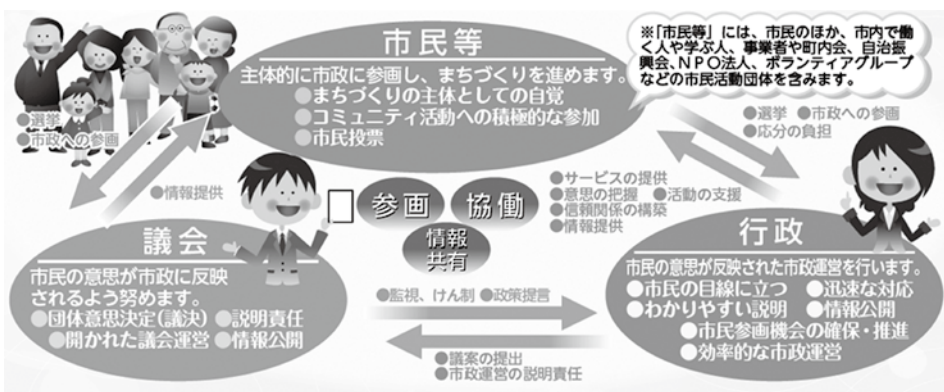 市民等
主体的に市政に参画し、まちづくりを進めます。
●まちづくりの主体としての自覚
●コミュニティ活動への積極的な参加
●市民投票
※「市民等」には、市民のほか、市内で働
く人や学ぶ人、事業者や町内会、自治振
興会、NPO法人、ボランティアグループ
などの市民活動団体を含みます。
●選挙
●市政への参画
●情報提供
●選挙 ●市政への参画
●応分の負担
●サービスの提供
●意思の把握 ●活動の支援
●信頼関係の構築
●情報提供
参画
協働
情報
共有
議会
市民の意思が市政に反映
されるよう努めます。
●団体意思決定(議決) ●説明責任
●開かれた議会運営 ●情報公開
●監視、けん制 ●政策提言
●議案の提出
●市政運営の説明責任
行政
市民の意思が反映された市政運営を行います。
●市民の目線に立つ ●迅速な対応
●わかりやすい説明 ●情報公開
●市民参画機会の確保・推進
●効率的な市政運営